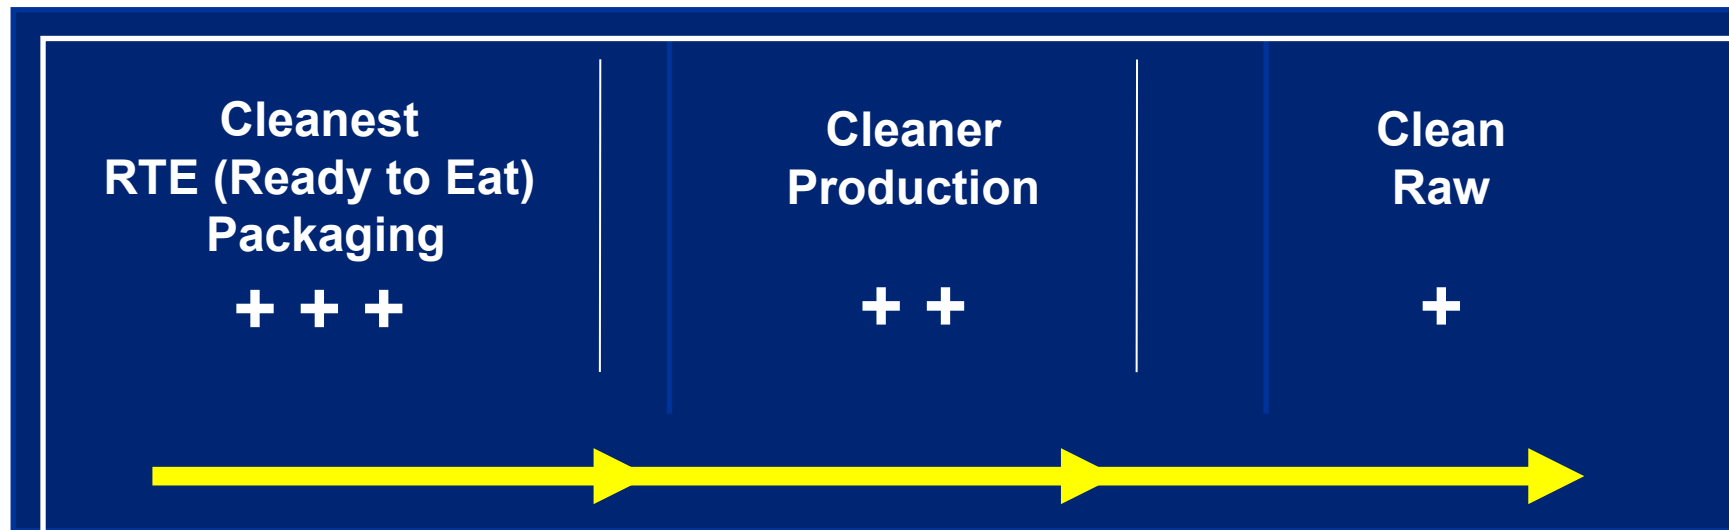 Cleanest
RTE (Ready to Eat)
Packaging
+ + +
Cleaner
Production
+ +
Clean
Raw
+